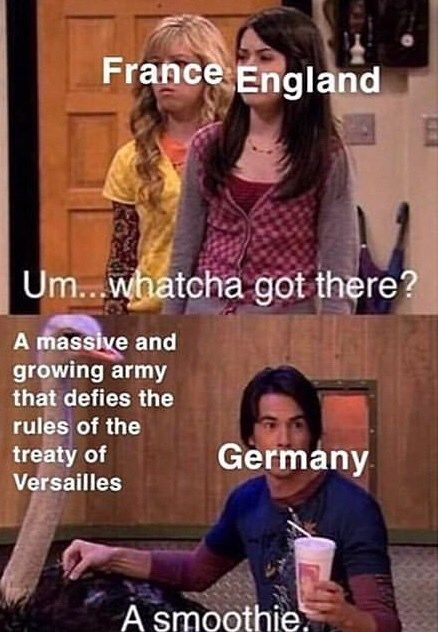 France England
Um...whatcha got there?
A massive and
growing army
that defies the
rules of the
treaty of
Versailles
Germany
A smoothie.